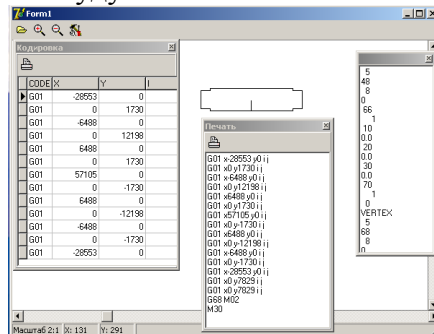 Form1
Кодировка
CODE X Y I
G01 -28553 0
G01 0 1730
G01 -6488 0
G01 0 12198
G01 6488 0
G01 0 1730
G01 57105 0
G01 0 -1730
G01 6488 0
G01 0 -12198
G01 -6488 0
G01 0 -1730
G01 -28553 0
Печать
G01 x-28553 y0 i j
G01 x0 y1730 i j
G01 x-6488 y0 i j
G01 x0 y12198 i j
G01 x6488 y0 i j
G01 x0 y1730 i j
G01 x57105 y0 i j
G01 x0 y-1730 i j
G01 x6488 y0 i j
G01 x0 y-12198 i j
G01 x-6488 y0 i j
G01 x0 y-1730 i j
G01 x-28553 y0 i j
G01 x0 y7829 i j
G01 x0 y7829 i j
G68 M02
M30
5
48
8
0
66
1
10
0.0
20
0.0
30
0.0
70
1
0
VERTEX
5
68
8
0
Масштаб 2:1 X: 131 Y: 291